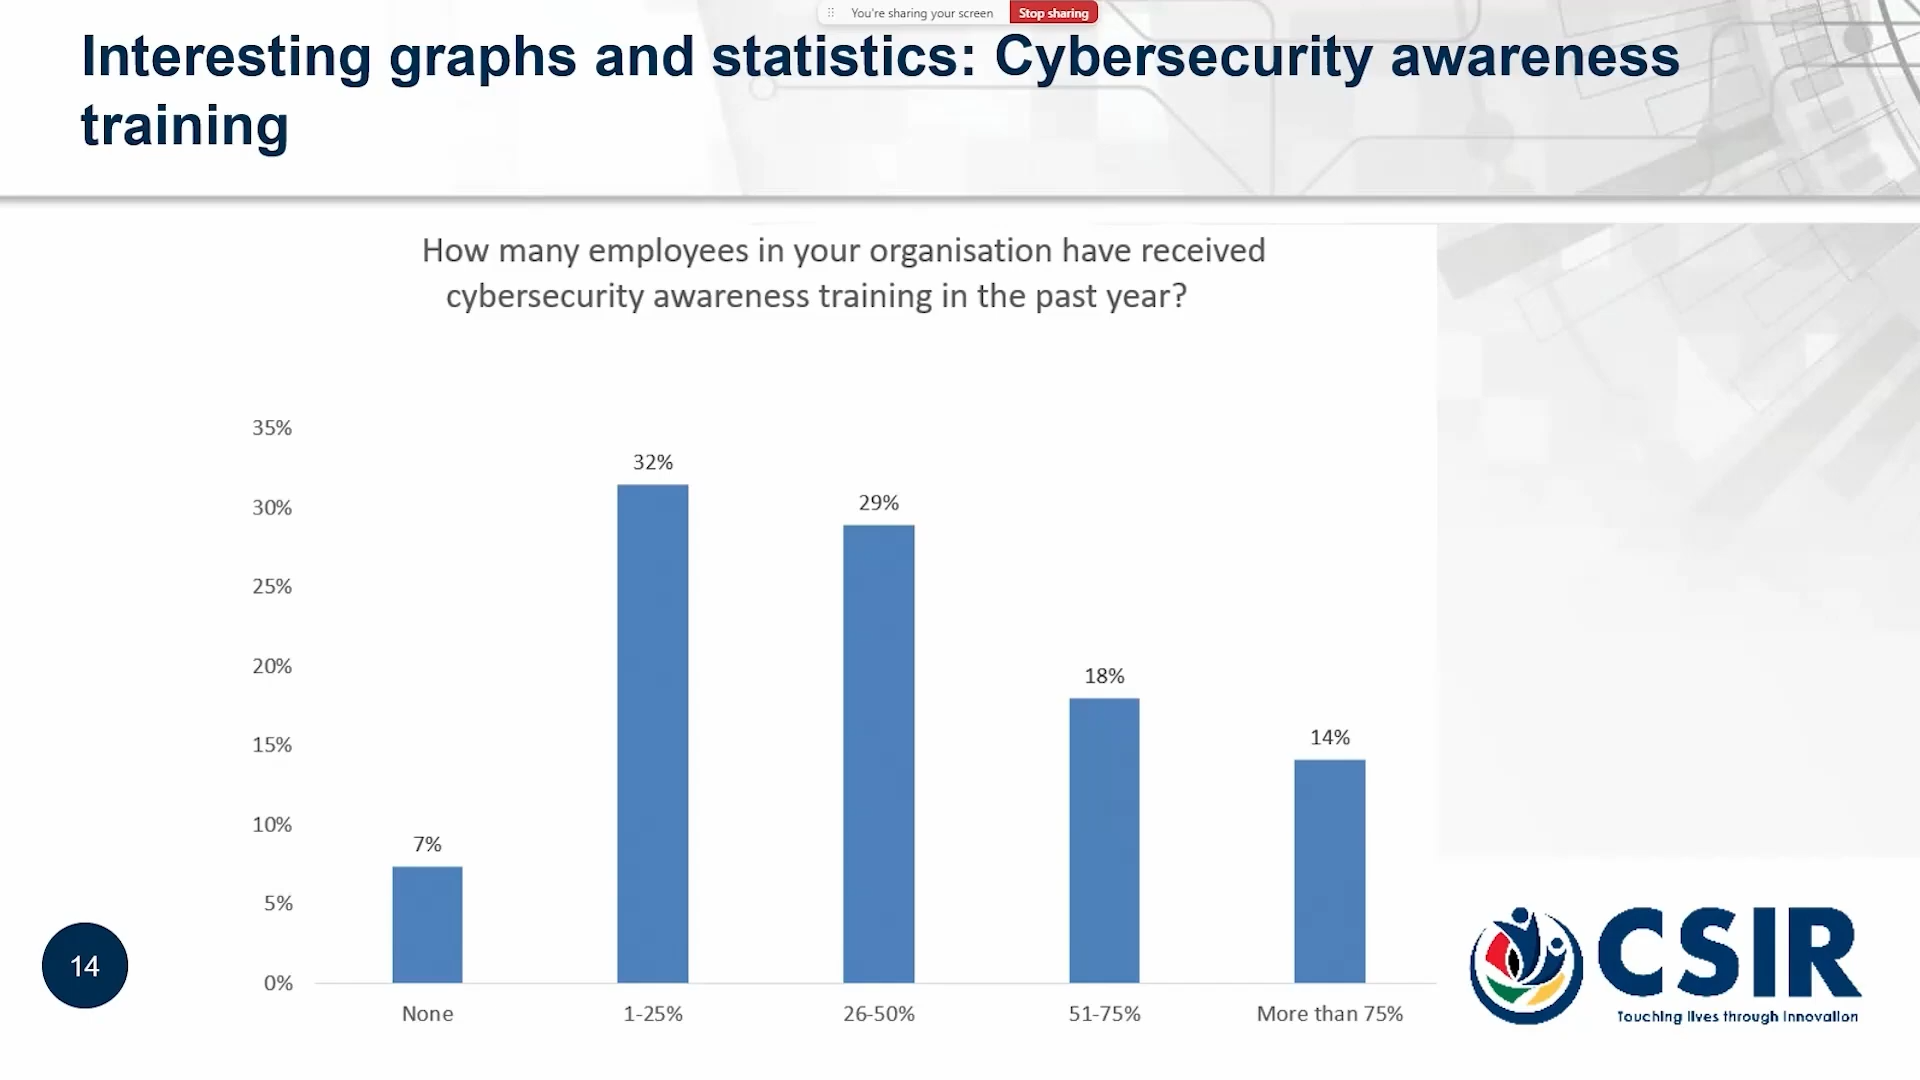 You're sharing your screen
Stop sharing
Interesting graphs and statistics: Cybersecurity awareness
training
How many employees in your organisation have received
cybersecurity awareness training in the past year?
35%
30%
25%
20%
15%
10%
5%
0%
7%
32%
29%
18%
14%
None
1-25%
26-50%
51-75%
More than 75%
14
CSIR
Touching lives through innovation